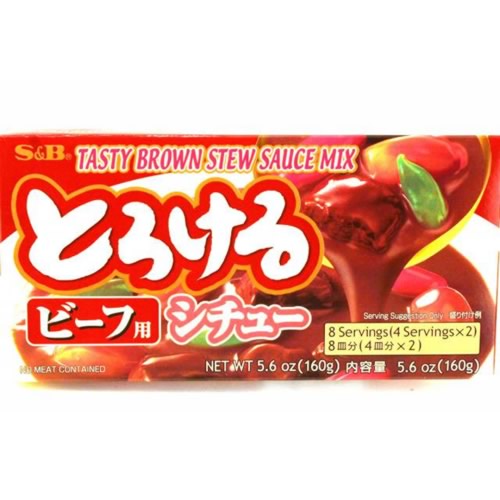 S&B® TASTY BROWN STEW SAUCE MIX
とろける
ビーフ用 シチュー
Serving Suggestion Only 盛り付け例
8 Servings(4 Servings×2)
8皿分(4皿分×2)
NO MEAT CONTAINED
NET WT 5.6 oz(160g) 内容量 5.6 oz(160g)